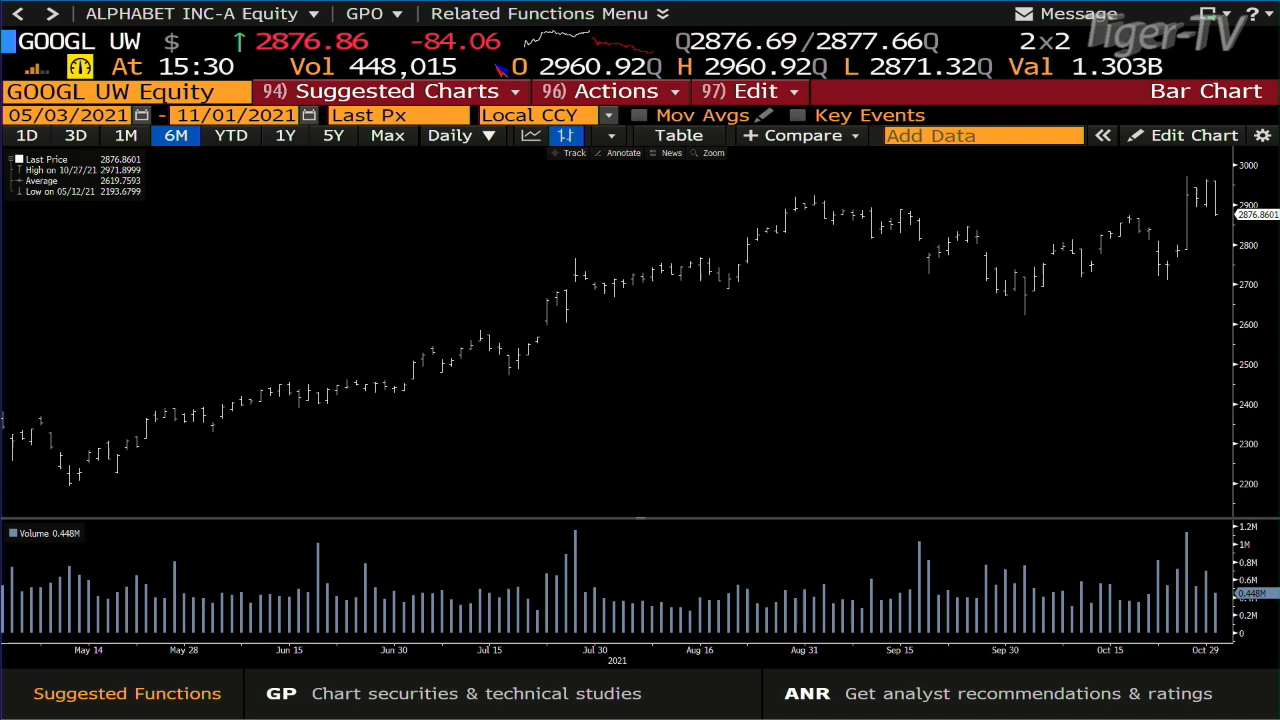 ALPHABET INC-A Equity GPO Related Functions Menu Message ?
Tiger-TV
GOOGL UW $ ↑ 2876.86 -84.06 Q2876.69/2877.66Q 2x2
At 15:30 Vol 448,015 O 2960.92Q H 2960.92Q L 2871.32Q Val 1.303B
GOOGL UW Equity 94) Suggested Charts 96) Actions 97) Edit Bar Chart
05/03/2021 - 11/01/2021 Last Px Local CCY Mov Avgs Key Events
1D 3D 1M 6M YTD 1Y 5Y Max Daily ▼ Table + Compare Add Data « Edit Chart
Track Annotate News Zoom
Last Price 2876.8601
High on 10/27/21 2971.8999
Average 2619.7593
Low on 05/12/21 2193.6799
3000
2900
2876.8601
2800
2700
2600
2500
2400
2300
2200
Volume 0.448M
1.2M
1M
0.8M
0.6M
0.448M
0.4M
0.2M
0
May 14 May 28 Jun 15 Jun 30 Jul 15 Jul 30 Aug 16 Aug 31 Sep 15 Sep 30 Oct 15 Oct 29
2021
Suggested Functions GP Chart securities & technical studies ANR Get analyst recommendations & ratings